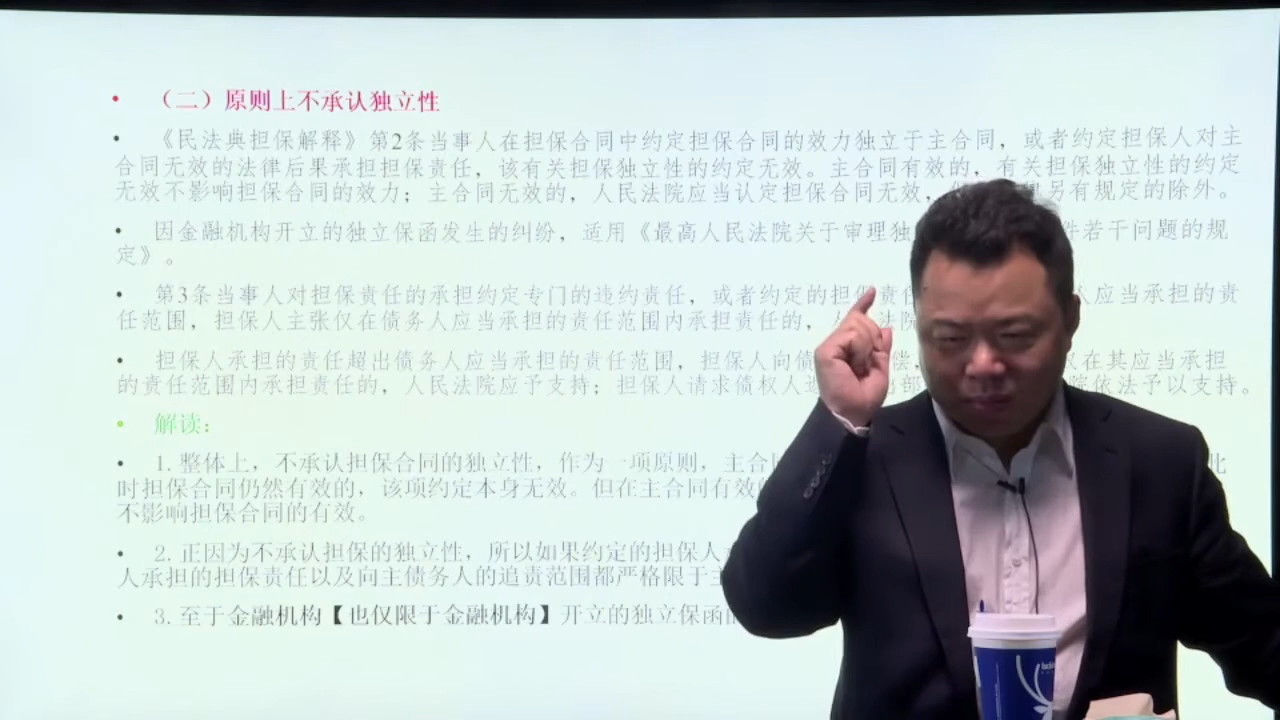 • （二）原则上不承认独立性
• 《民法典担保解释》第2条当事人在担保合同中约定担保合同的效力独立于主合同，或者约定担保人对主
合同无效的法律后果承担担保责任，该有关担保独立性的约定无效。主合同有效的，有关担保独立性的约定
无效不影响担保合同的效力；主合同无效的，人民法院应当认定担保合同无效， 另有规定的除外。
• 因金融机构开立的独立保函发生的纠纷，适用《最高人民法院关于审理独 件若干问题的规
定》。
• 第3条当事人对担保责任的承担约定专门的违约责任，或者约定的担保责任 人应当承担的责
任范围，担保人主张仅在债务人应当承担的责任范围内承担责任的， 法院
• 担保人承担的责任超出债务人应当承担的责任范围，担保人向债 偿， 在其应当承担
的责任范围内承担责任的，人民法院应予支持；担保人请求债权人 部 院依法予以支持。
• 解读：
• 1. 整体上，不承认担保合同的独立性，作为一项原则，主合同 此
时担保合同仍然有效的，该项约定本身无效。但在主合同有效的
不影响担保合同的有效。
• 2. 正因为不承认担保的独立性，所以如果约定的担保人
人承担的担保责任以及向主债务人的追责范围都严格限于主
• 3. 至于金融机构【也仅限于金融机构】开立的独立保函的